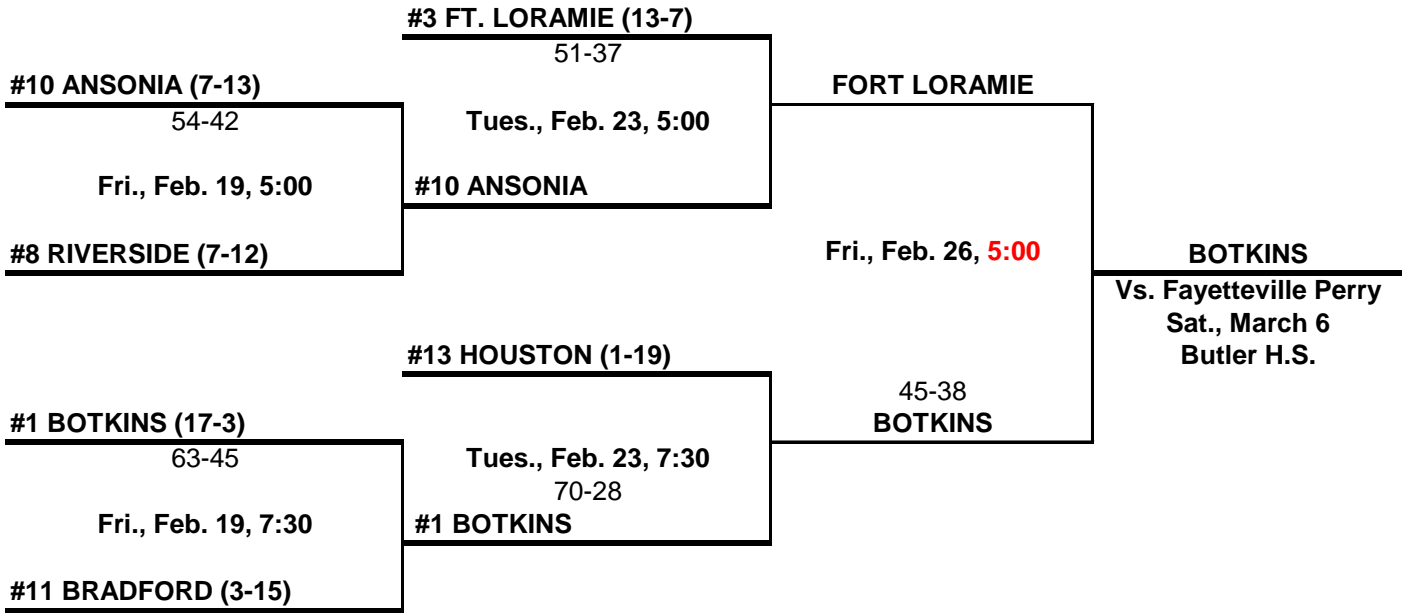 #3 FT. LORAMIE (13-7)
51-37
#10 ANSONIA (7-13)
FORT LORAMIE
54-42
Tues., Feb. 23, 5:00
Fri., Feb. 19, 5:00
#10 ANSONIA
#8 RIVERSIDE (7-12)
Fri., Feb. 26, 5:00
BOTKINS
Vs. Fayetteville Perry
Sat., March 6
Butler H.S.
#13 HOUSTON (1-19)
45-38
#1 BOTKINS (17-3)
BOTKINS
63-45
Tues., Feb. 23, 7:30
70-28
Fri., Feb. 19, 7:30
#1 BOTKINS
#11 BRADFORD (3-15)